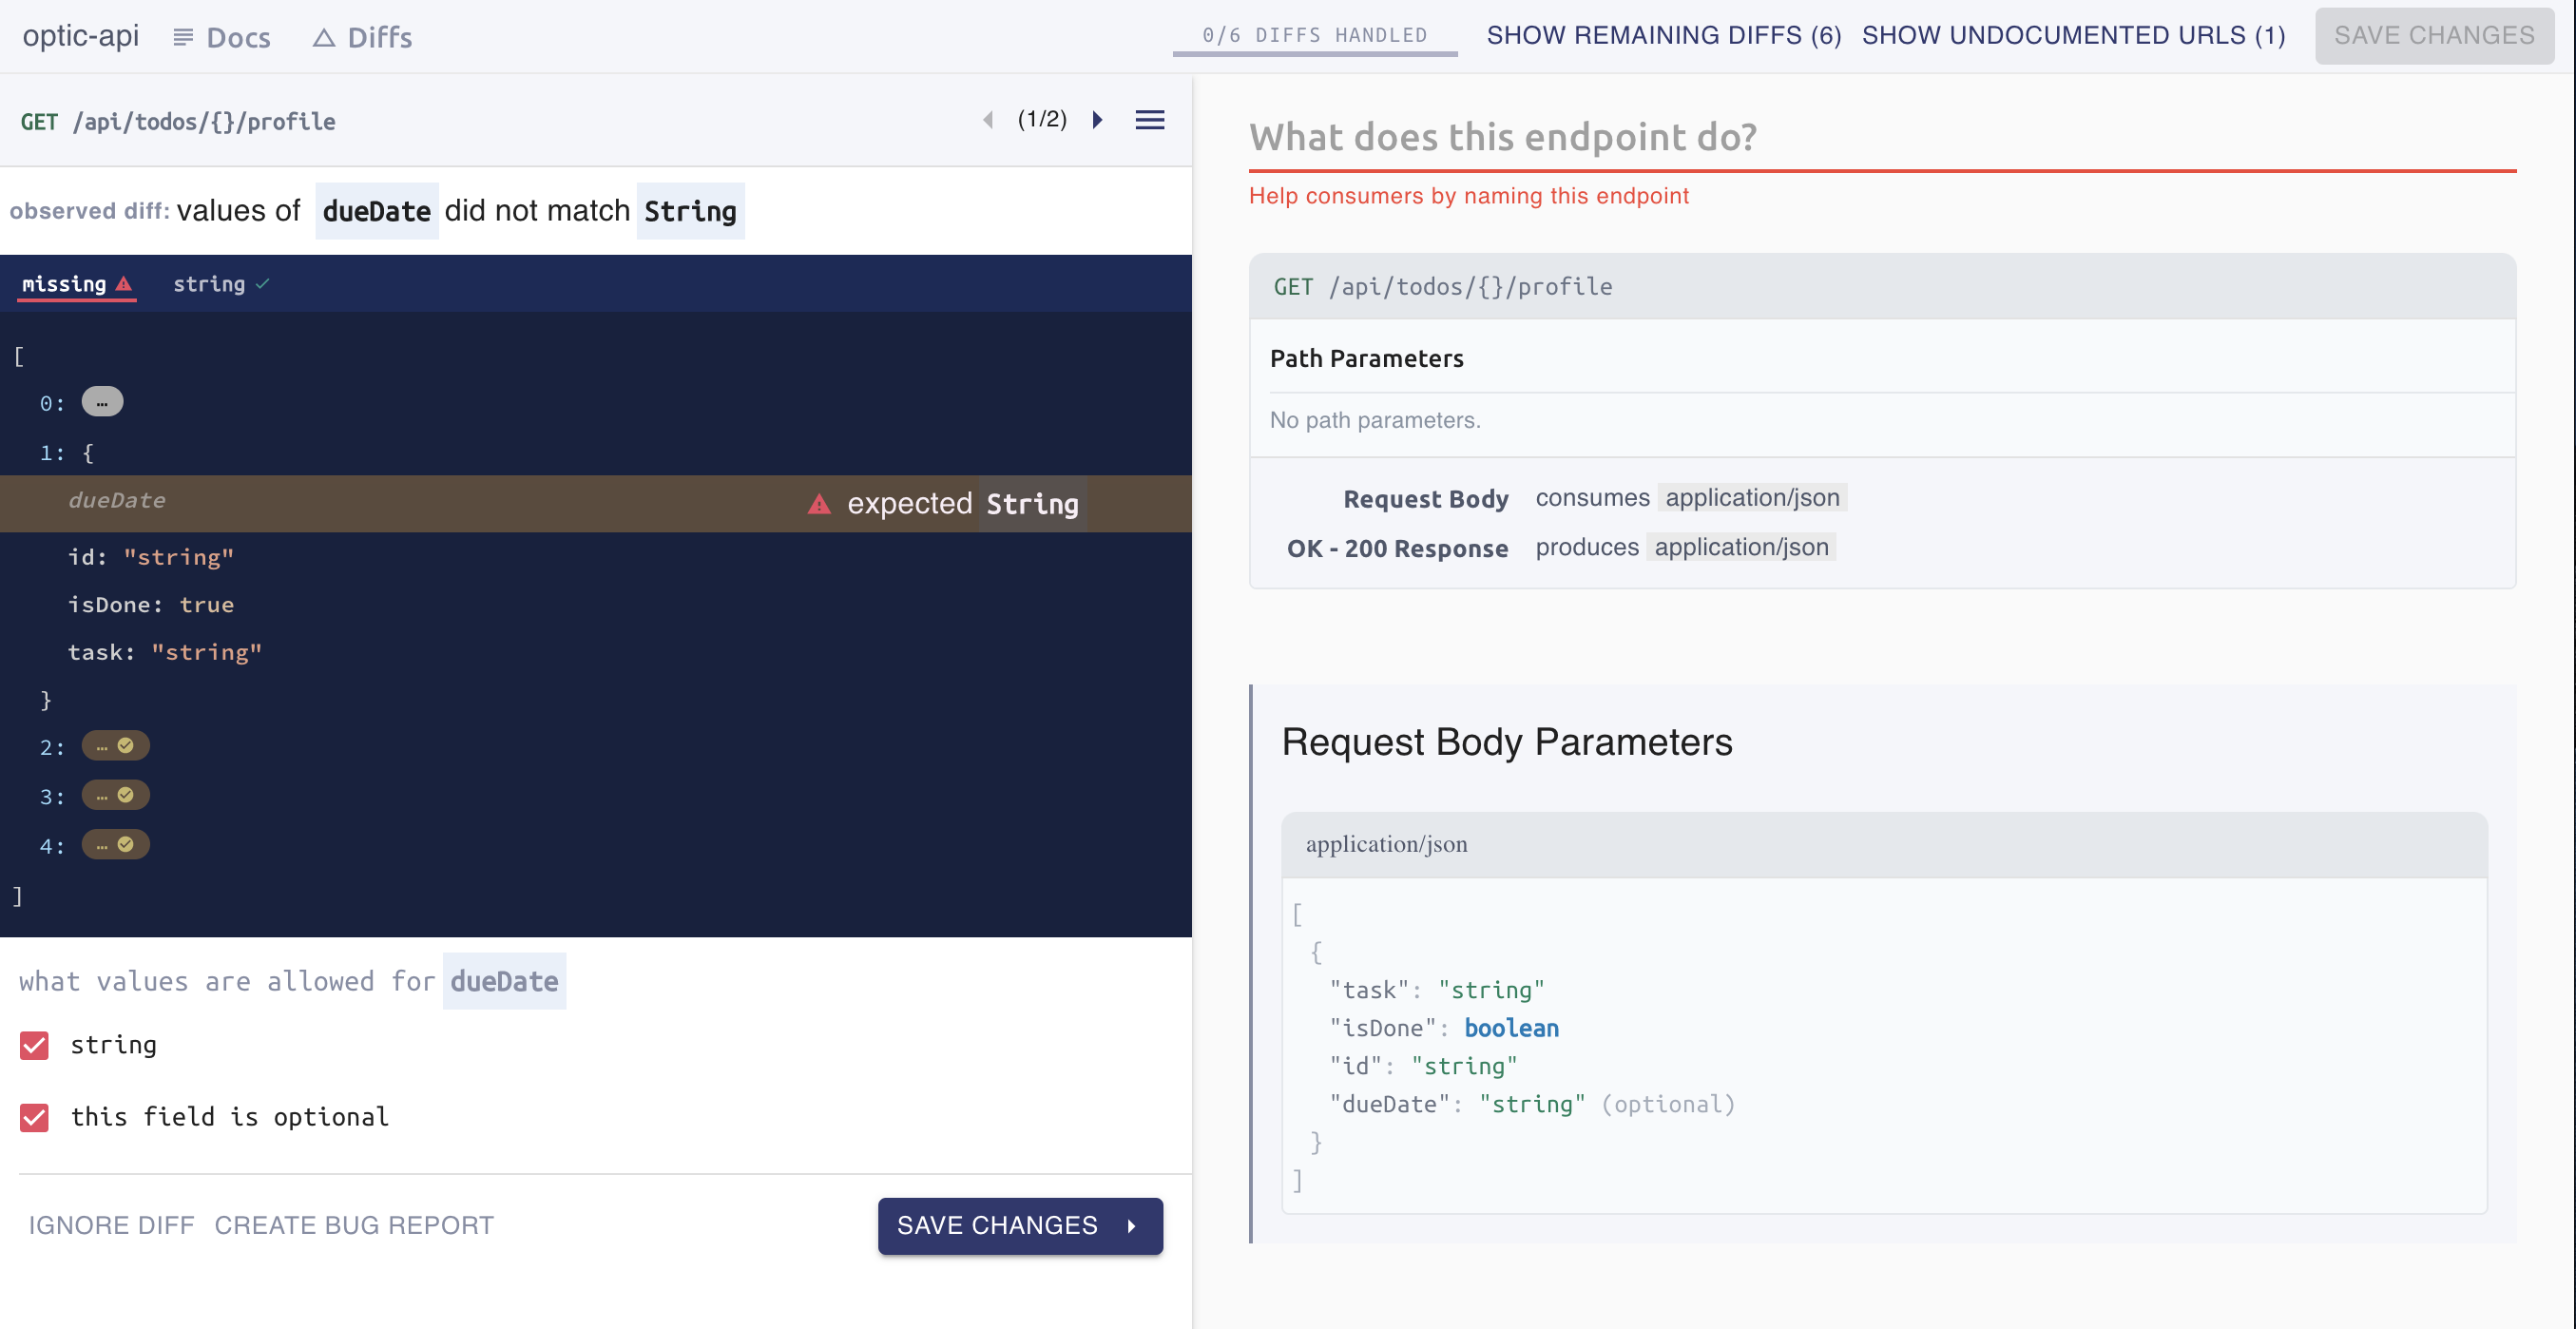 optic-api Docs Diffs 0/6 DIFFS HANDLED SHOW REMAINING DIFFS (6) SHOW UNDOCUMENTED URLS (1) SAVE CHANGES
GET /api/todos/{}/profile (1/2)
observed diff: values of dueDate did not match String
missing string
[
0: …
1: {
dueDate expected String
id: "string"
isDone: true
task: "string"
}
2: …
3: …
4: …
]
what values are allowed for dueDate
string
this field is optional
IGNORE DIFF CREATE BUG REPORT SAVE CHANGES
What does this endpoint do?
Help consumers by naming this endpoint
GET /api/todos/{}/profile
Path Parameters
No path parameters.
Request Body consumes application/json
OK - 200 Response produces application/json
Request Body Parameters
application/json
[
{
"task": "string"
"isDone": boolean
"id": "string"
"dueDate": "string" (optional)
}
]